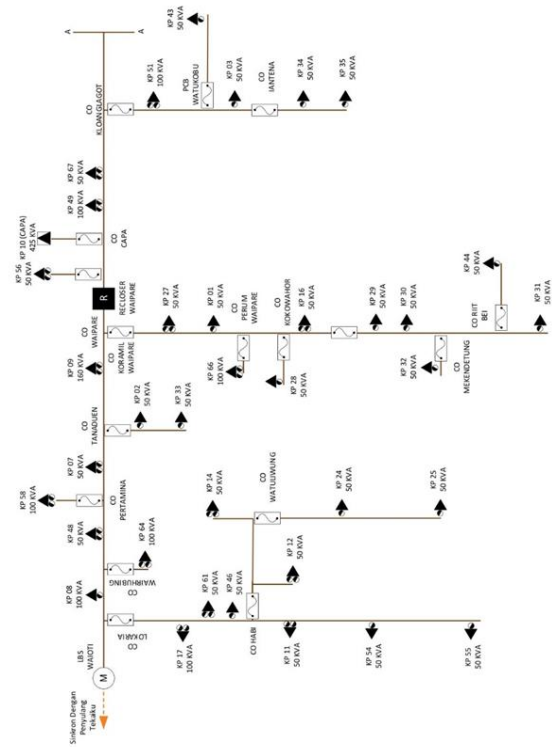 Sinkron Dengan
Penyulang
Tekaku
M
LBS
WAIOTI
CO
LOKARIA
KP 17
100 KVA
KP 61
50 KVA
KP 46
50 KVA
CO HABI
KP 11
50 KVA
KP 54
50 KVA
KP 55
50 KVA
KP 12
50 KVA
KP 14
50 KVA
CO
WATUUWUNG
KP 24
50 KVA
KP 25
50 KVA
KP 08
100 KVA
CO
WAIRHUBING
KP 64
100 KVA
KP 48
50 KVA
KP 58
100 KVA
CO
PERTAMINA
KP 07
50 KVA
CO
TANADUEN
KP 02
50 KVA
KP 33
50 KVA
KP 09
160 KVA
CO
WAIPARE
CO
KORAMIL
WAIPARE
KP 27
50 KVA
KP 01
50 KVA
CO
PERUM
WAIPARE
KP 66
100 KVA
CO
KOKOWAHOR
KP 28
50 KVA
KP 16
50 KVA
KP 29
50 KVA
KP 30
50 KVA
KP 32
50 KVA
CO
MEKENDETUNG
CO RIIT
BEI
KP 44
50 KVA
KP 31
50 KVA
R
RECLOSER
WAIPARE
KP 56
50 KVA
KP 10 (CAPA)
425 KVA
CO
CAPA
KP 49
100 KVA
KP 67
50 KVA
CO
KLOANGLAGOT
KP 51
100 KVA
PCB
WATUKOBU
KP 43
50 KVA
KP 03
50 KVA
CO
IANTENA
KP 34
50 KVA
KP 35
50 KVA
A
A